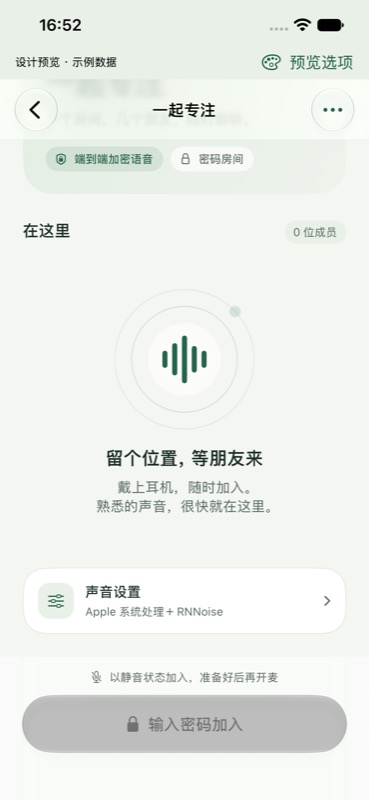 16:52
设计预览 · 示例数据
预览选项
一起专注
端到端加密语音
密码房间
在这里
0 位成员
留个位置，等朋友来
戴上耳机，随时加入。
熟悉的声音，很快就在这里。
声音设置
Apple 系统处理 + RNNoise
以静音状态加入，准备好后再开麦
输入密码加入